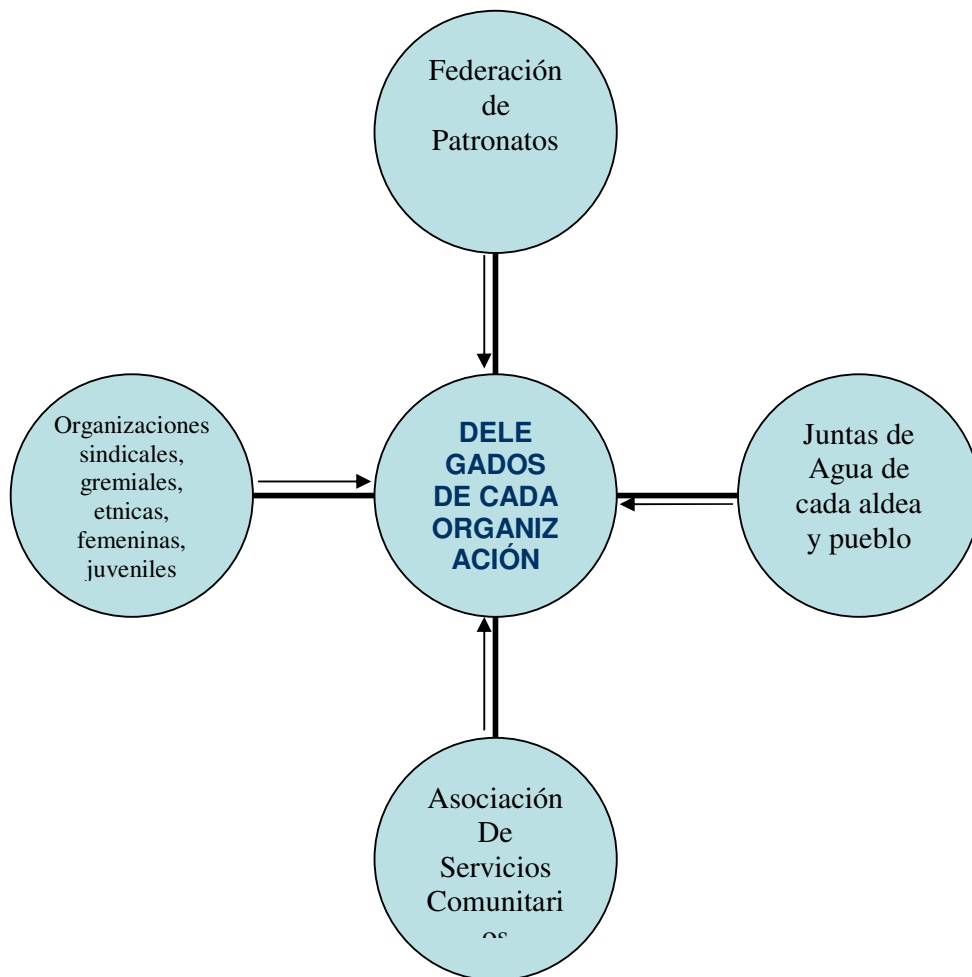 Federación
de
Patronatos
Organizaciones
sindicales,
gremiales,
etnicas,
femeninas,
juveniles
DELE
GADOS
DE CADA
ORGANIZ
ACIÓN
Juntas de
Agua de
cada aldea
y pueblo
Asociación
De
Servicios
Comunitari
os